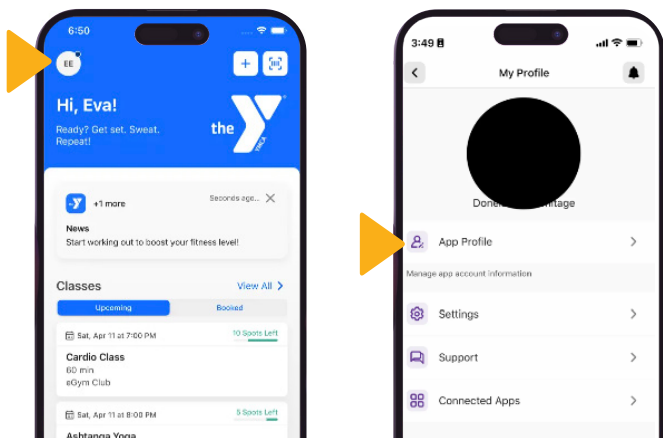 6:50
EE
Hi, Eva!
Ready? Get set. Sweat.
Repeat!
the
YMCA
+1 more
Seconds ago...
News
Start working out to boost your fitness level!
Classes
View All
Upcoming
Booked
Sat, Apr 11 at 7:00 PM
10 Spots Left
Cardio Class
60 min
eGym Club
Sat, Apr 11 at 8:00 PM
5 Spots Left
Ashtanga Yoga
3:49
My Profile
App Profile
Manage app account information
Settings
Support
Connected Apps